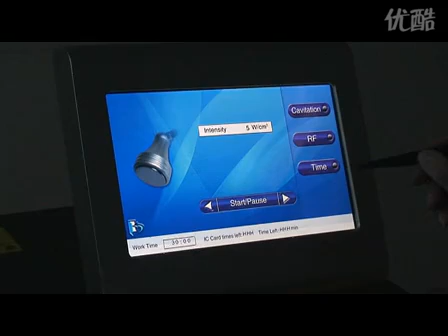 优酷
Cavitation
Intensity 5 W/cm²
RF
Time
Start/Pause
Work Time 30:00 IC Card times left: HHH Time Left: HHH min